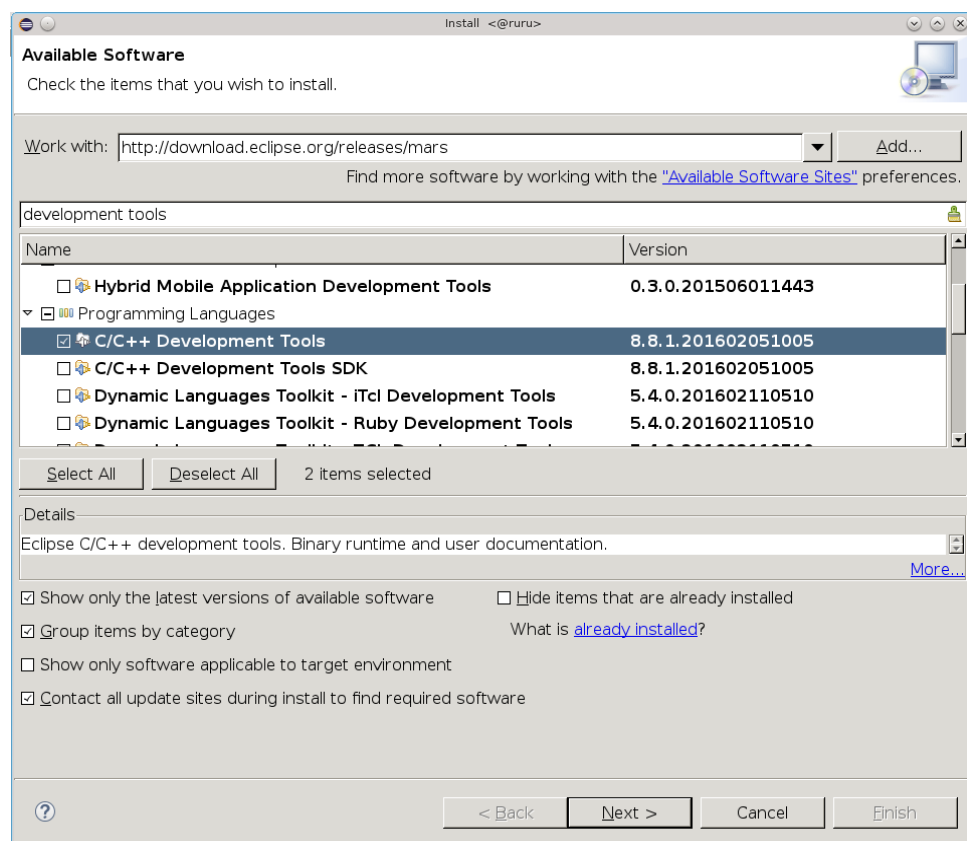 Install <@ruru>
Available Software
Check the items that you wish to install.
Work with: http://download.eclipse.org/releases/mars Add...
Find more software by working with the "Available Software Sites" preferences.
development tools
Name Version
Hybrid Mobile Application Development Tools 0.3.0.201506011443
Programming Languages
C/C++ Development Tools 8.8.1.201602051005
C/C++ Development Tools SDK 8.8.1.201602051005
Dynamic Languages Toolkit - iTcl Development Tools 5.4.0.201602110510
Dynamic Languages Toolkit - Ruby Development Tools 5.4.0.201602110510
Select All Deselect All 2 items selected
Details
Eclipse C/C++ development tools. Binary runtime and user documentation.
More...
Show only the latest versions of available software Hide items that are already installed
Group items by category What is already installed?
Show only software applicable to target environment
Contact all update sites during install to find required software
? < Back Next > Cancel Finish